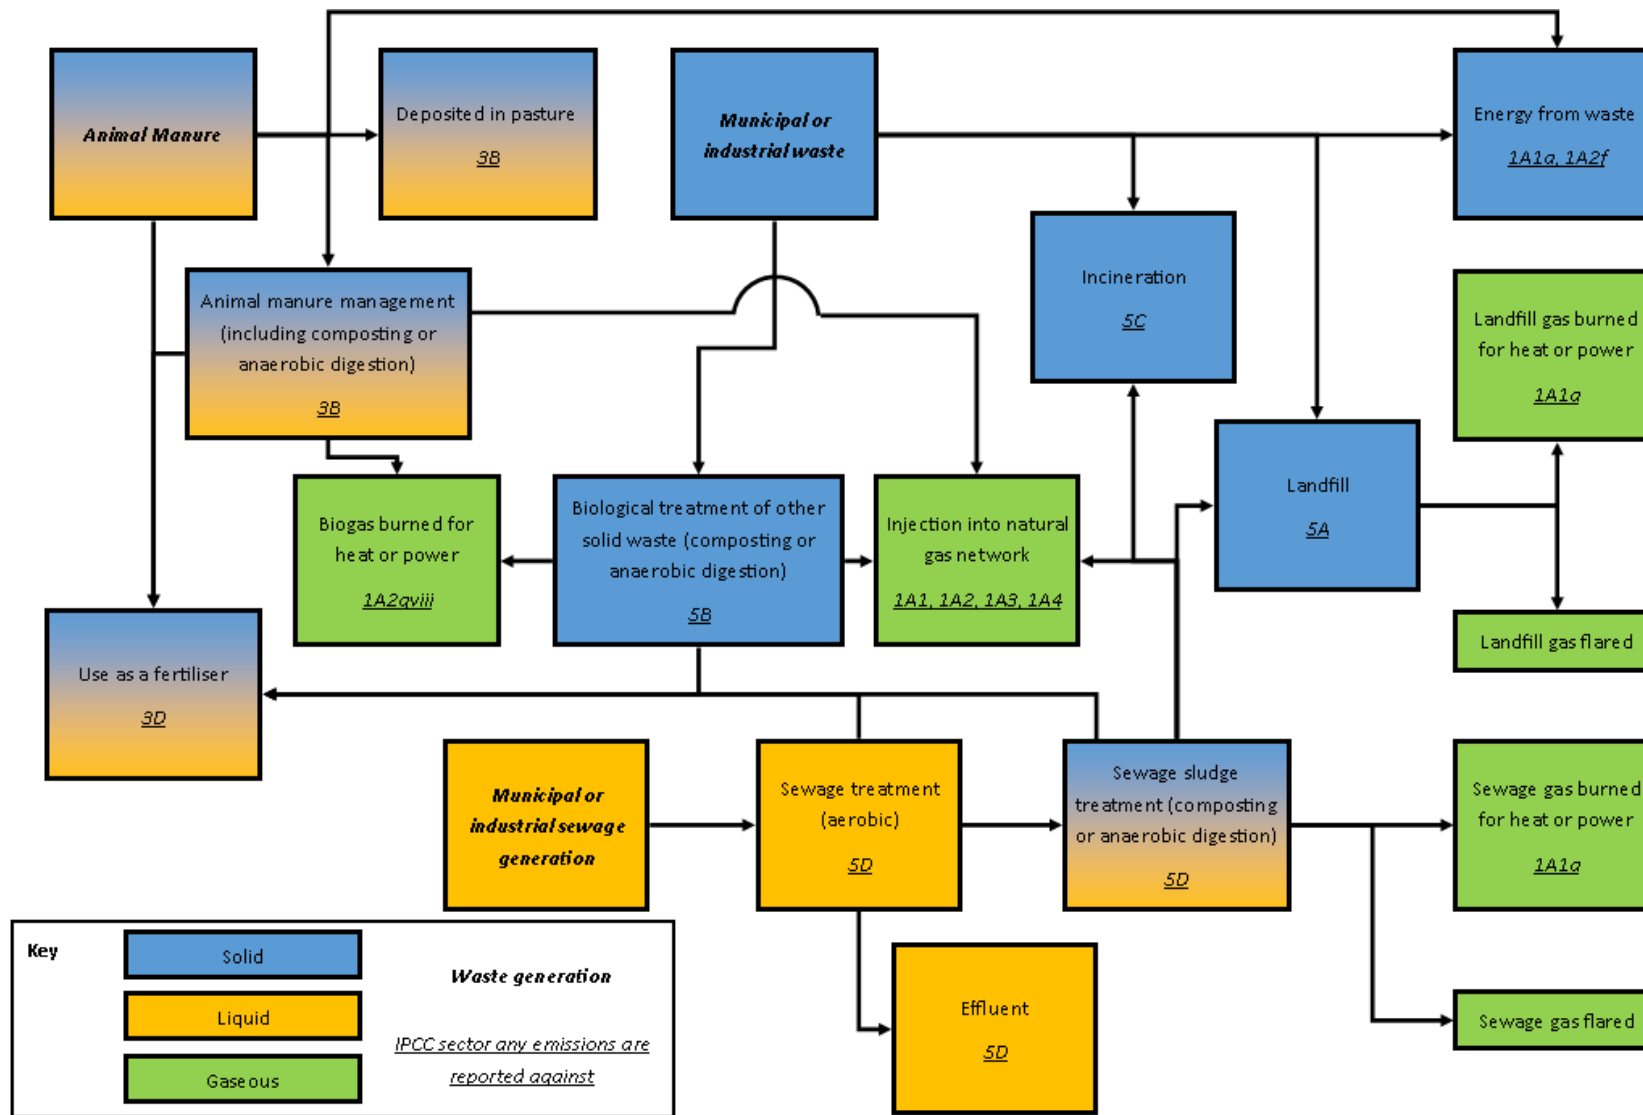 Animal Manure
Deposited in pasture
3B
Municipal or
industrial waste
Energy from waste
1A1a, 1A2f
Incineration
5C
Animal manure management
(including composting or
anaerobic digestion)
3B
Landfill gas burned
for heat or power
1A1a
Landfill
5A
Biogas burned for
heat or power
1A2gviii
Biological treatment of other
solid waste (composting or
anaerobic digestion)
5B
Injection into natural
gas network
1A1, 1A2, 1A3, 1A4
Landfill gas flared
Use as a fertiliser
3D
Municipal or
industrial sewage
generation
Sewage treatment
(aerobic)
5D
Sewage sludge
treatment (composting
or anaerobic digestion)
5D
Sewage gas burned
for heat or power
1A1a
Effluent
5D
Sewage gas flared
Key
Solid
Liquid
Gaseous
Waste generation
IPCC sector any emissions are
reported against